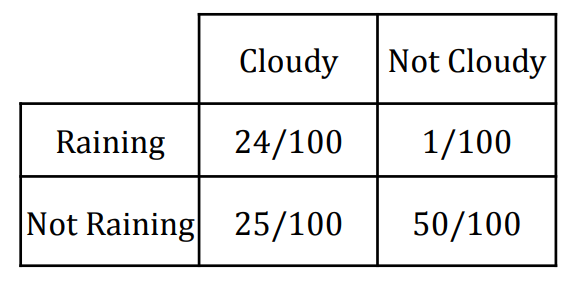 Cloudy Not Cloudy
Raining 24/100 1/100
Not Raining 25/100 50/100